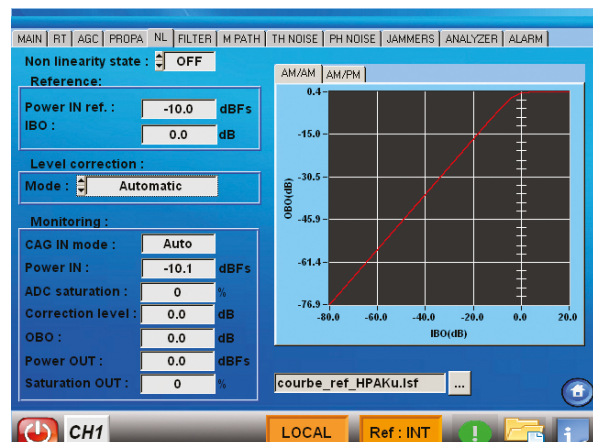 MAIN RT AGC PROPA NL FILTER M PATH TH NOISE PH NOISE JAMMERS ANALYZER ALARM
Non linearity state : OFF
Reference:
Power IN ref. : -10.0 dBFs
IBO : 0.0 dB
Level correction :
Mode : Automatic
Monitoring :
CAG IN mode : Auto
Power IN : -10.1 dBFs
ADC saturation : 0 %
Correction level : 0.0 dB
OBO : 0.0 dB
Power OUT : 0.0 dBFs
Saturation OUT : 0 %
AM/AM AM/PM
OBO(dB)
0.4
-15.0
-30.5
-45.9
-61.4
-76.9
-80.0 -60.0 -40.0 -20.0 0.0 20.0
IBO(dB)
courbe_ref_HPAKu.lsf ...
CH1 LOCAL Ref : INT ! i